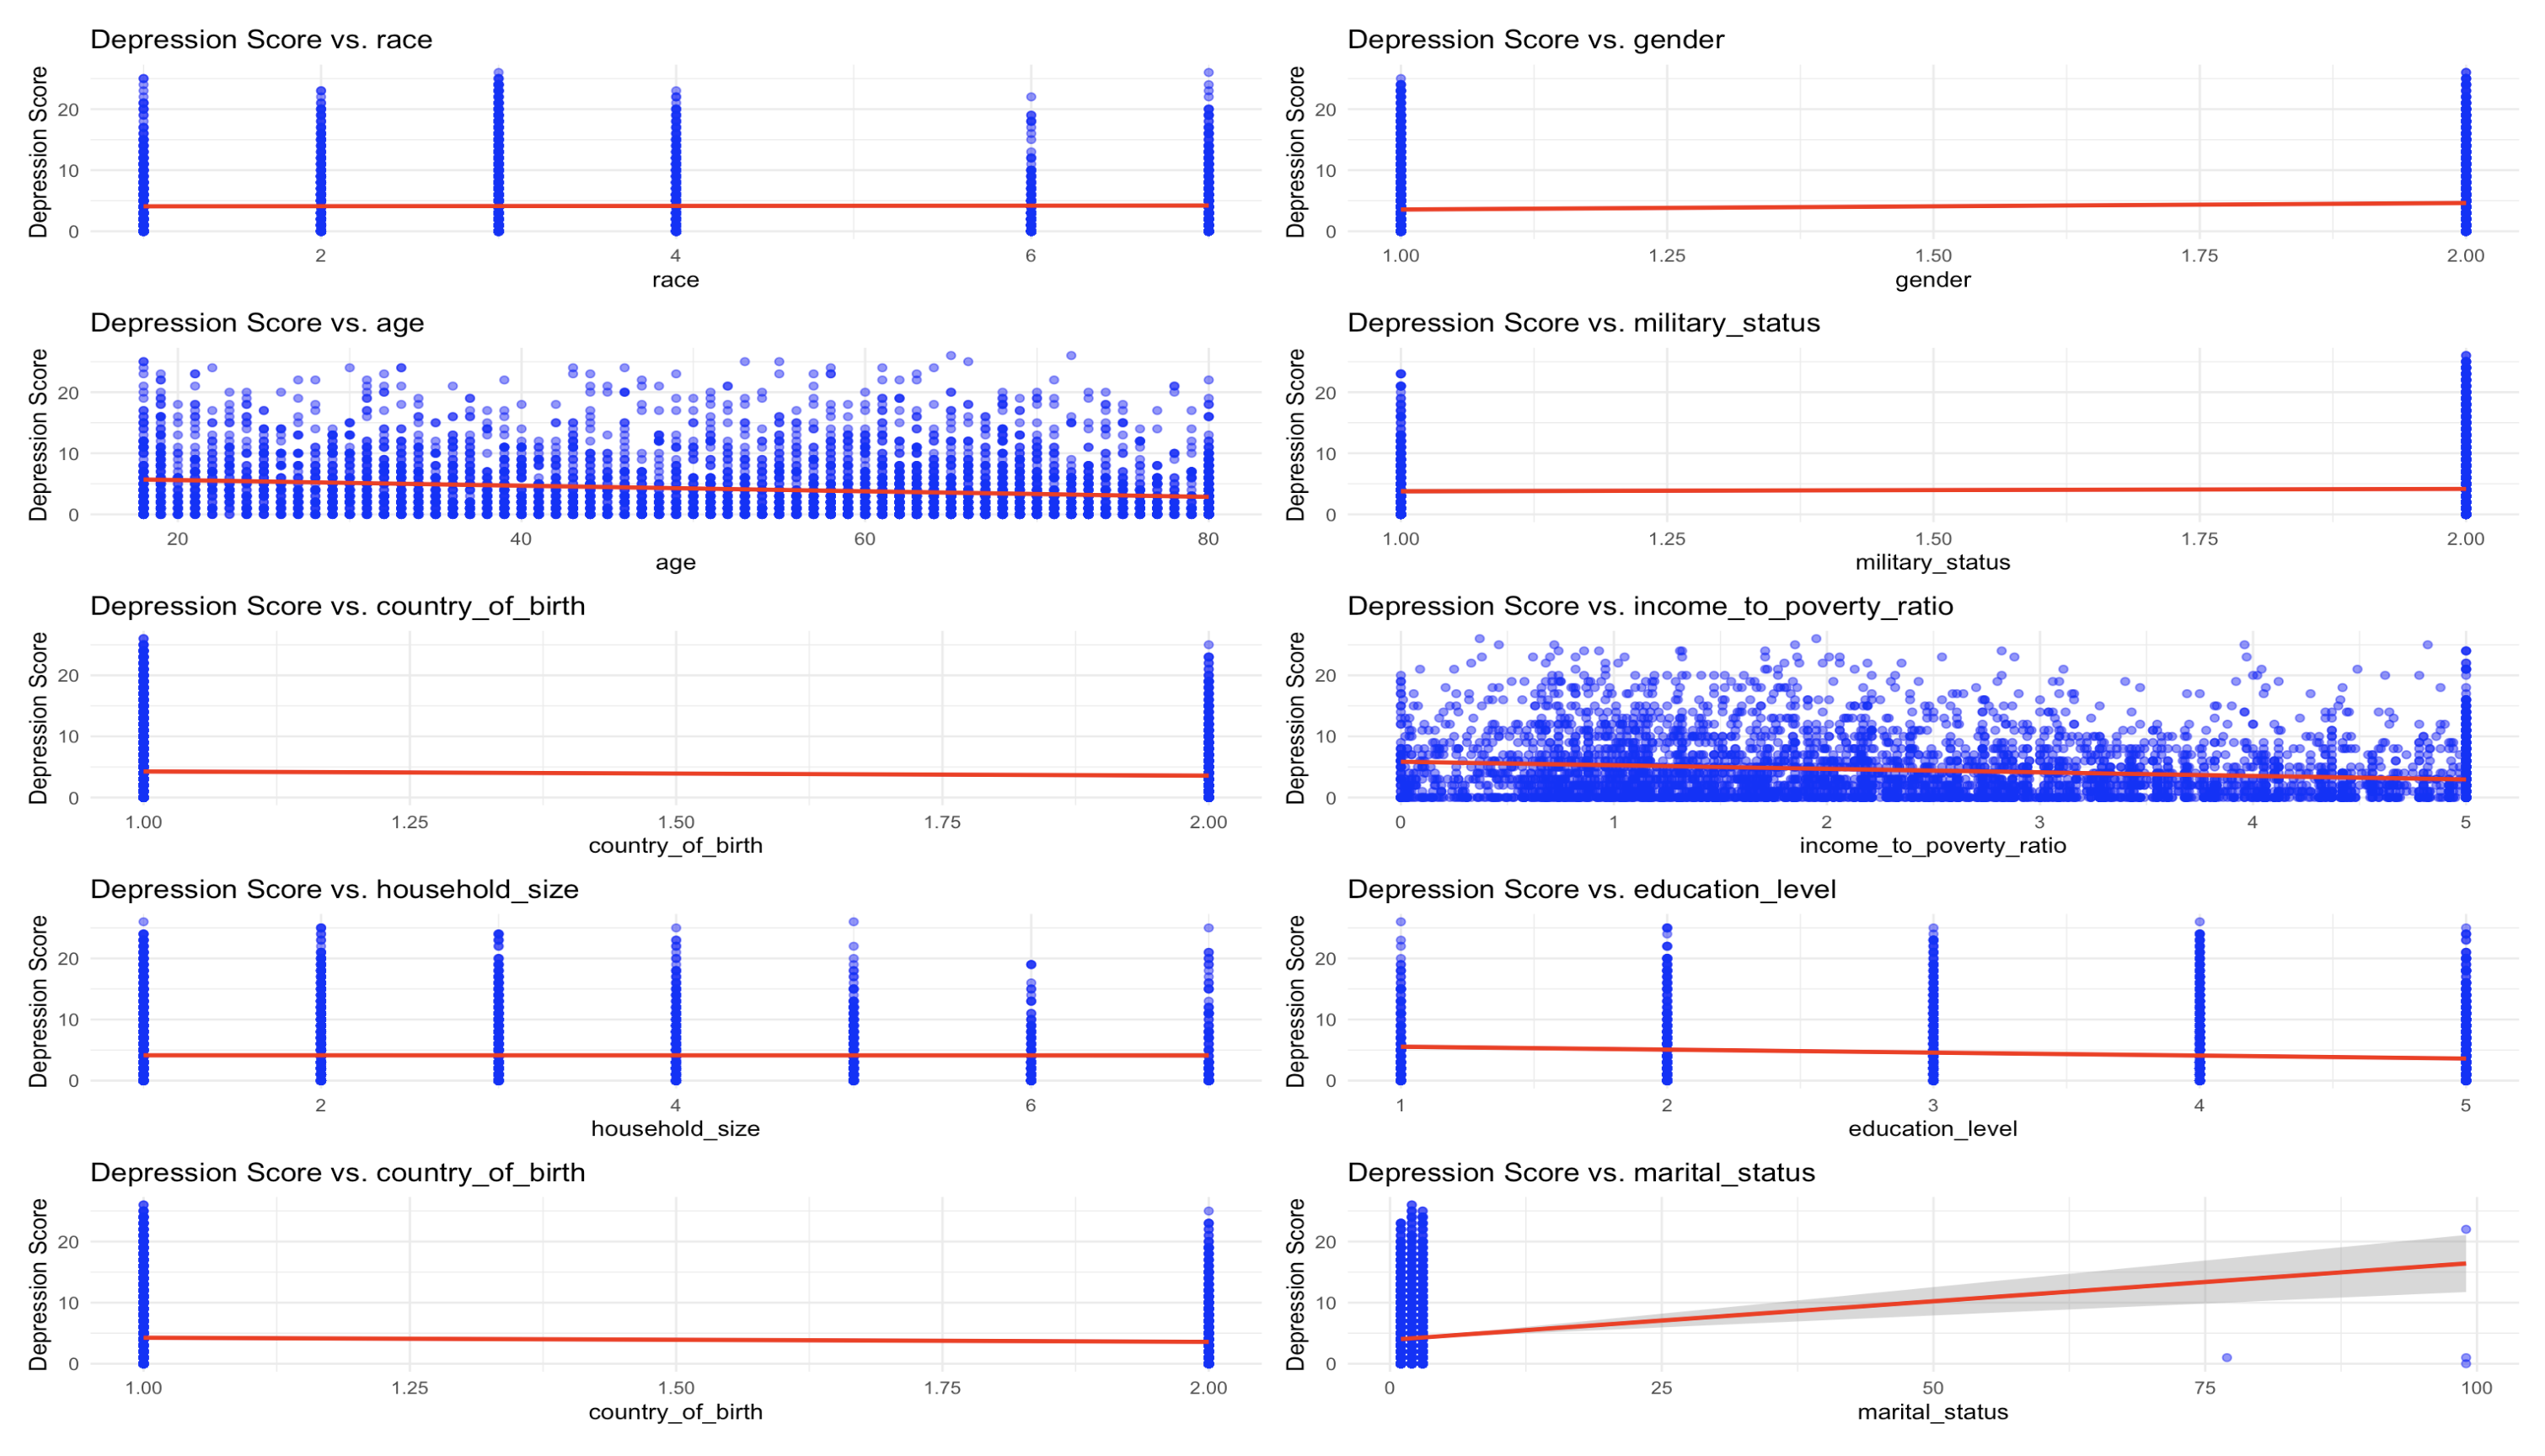 Depression Score vs. race
Depression Score
20
10
0
2
4
6
race
Depression Score vs. gender
Depression Score
20
10
0
1.00
1.25
1.50
1.75
2.00
gender
Depression Score vs. age
Depression Score
20
10
0
20
40
60
80
age
Depression Score vs. military_status
Depression Score
20
10
0
1.00
1.25
1.50
1.75
2.00
military_status
Depression Score vs. country_of_birth
Depression Score
20
10
0
1.00
1.25
1.50
1.75
2.00
country_of_birth
Depression Score vs. income_to_poverty_ratio
Depression Score
20
10
0
0
1
2
3
4
5
income_to_poverty_ratio
Depression Score vs. household_size
Depression Score
20
10
0
2
4
6
household_size
Depression Score vs. education_level
Depression Score
20
10
0
1
2
3
4
5
education_level
Depression Score vs. country_of_birth
Depression Score
20
10
0
1.00
1.25
1.50
1.75
2.00
country_of_birth
Depression Score vs. marital_status
Depression Score
20
10
0
0
25
50
75
100
marital_status